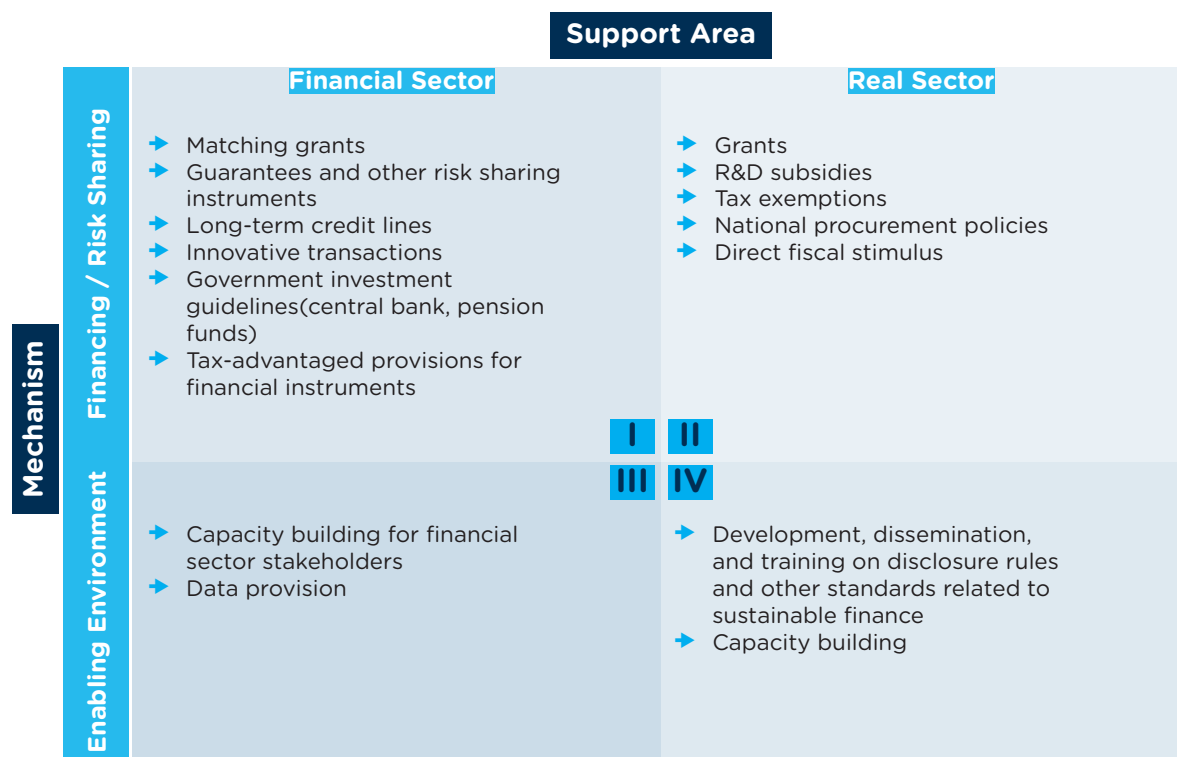 Support Area
Financial Sector
Real Sector
Mechanism
Financing / Risk Sharing
Matching grants
Guarantees and other risk sharing
instruments
Long-term credit lines
Innovative transactions
Government investment
guidelines(central bank, pension
funds)
Tax-advantaged provisions for
financial instruments
I
Grants
R&D subsidies
Tax exemptions
National procurement policies
Direct fiscal stimulus
II
Enabling Environment
III
Capacity building for financial
sector stakeholders
Data provision
IV
Development, dissemination,
and training on disclosure rules
and other standards related to
sustainable finance
Capacity building